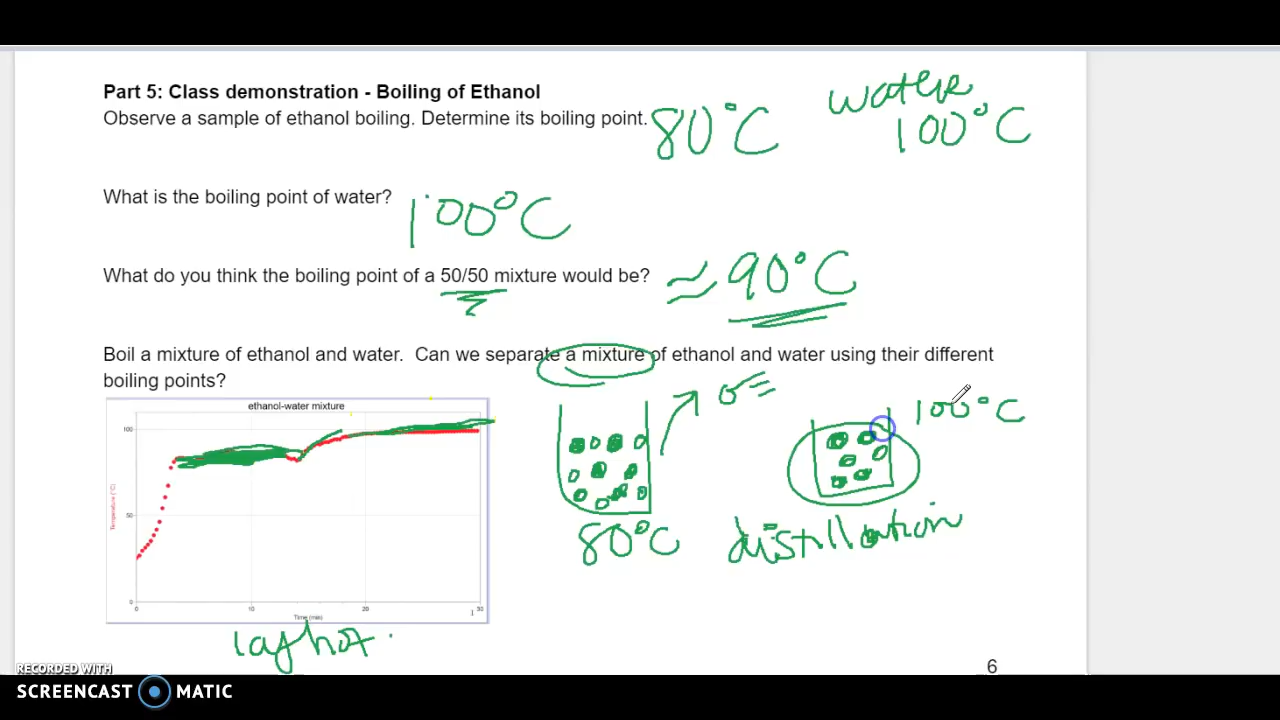 Part 5: Class demonstration - Boiling of Ethanol
water
Observe a sample of ethanol boiling. Determine its boiling point. 80°C
100°C
What is the boiling point of water? 100°C
What do you think the boiling point of a 50/50 mixture would be? ≈ 90°C
Boil a mixture of ethanol and water. Can we separate a mixture of ethanol and water using their different
boiling points?
ethanol-water mixture
100
50
0
Temperature (°C)
0 10 20 30
Time (min)
100°C
80°C
distillation
6
RECORDED WITH
SCREENCAST MATIC